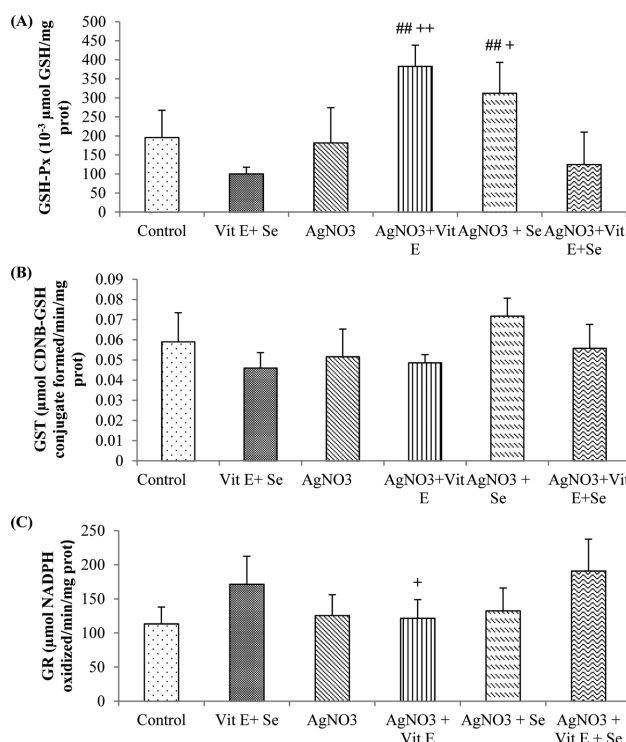 (A)
GSH-Px (10-3 µmol GSH/mg
prot)
500
450
400
350
300
250
200
150
100
50
0
## ++
## +
Control
Vit E+ Se
AgNO3
AgNO3+Vit
E
AgNO3 + Se
AgNO3+Vit
E+Se
(B)
GST (µmol CDNB-GSH
conjugate formed/min/mg
prot)
0.09
0.08
0.07
0.06
0.05
0.04
0.03
0.02
0.01
0
Control
Vit E+ Se
AgNO3
AgNO3+Vit
E
AgNO3 +
Se
AgNO3+Vit
E+Se
(C)
GR (µmol NADPH
oxidized/min/mg prot)
250
200
150
100
50
0
+
Control
Vit E+ Se
AgNO3
AgNO3 +
Vit E
AgNO3 + Se
AgNO3 +
Vit E + Se